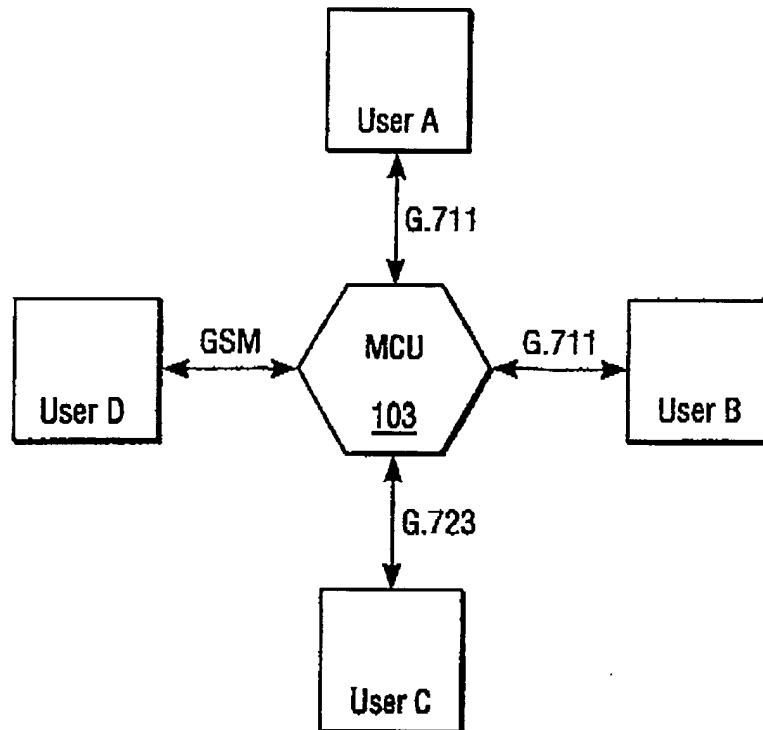 User A
G.711
GSM
MCU
G.711
User D
103
User B
G.723
User C